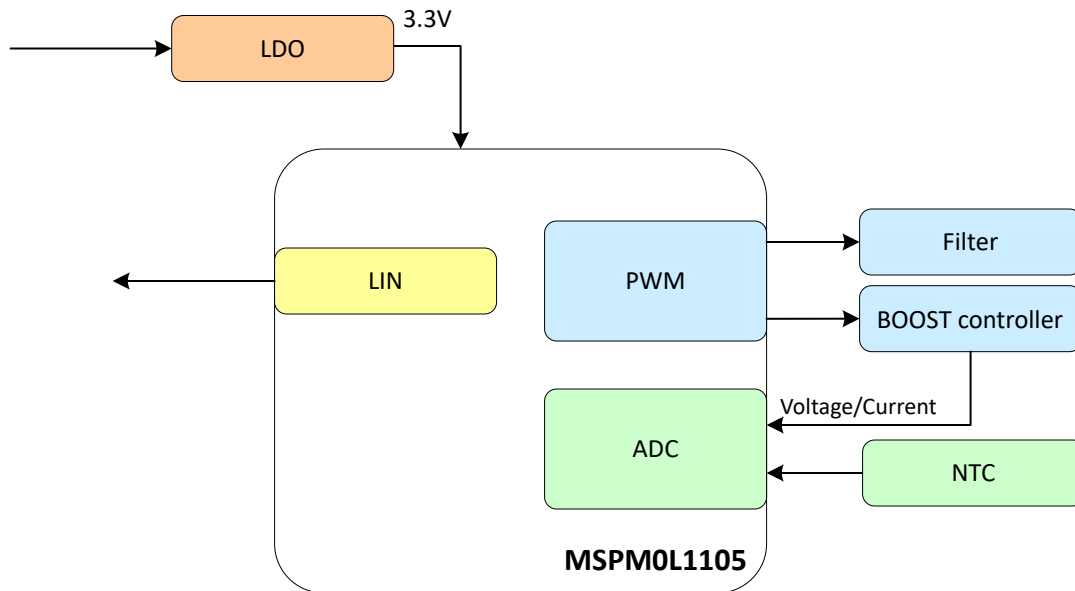 3.3V
LDO
LIN
PWM
Filter
BOOST controller
Voltage/Current
ADC
NTC
MSPM0L1105